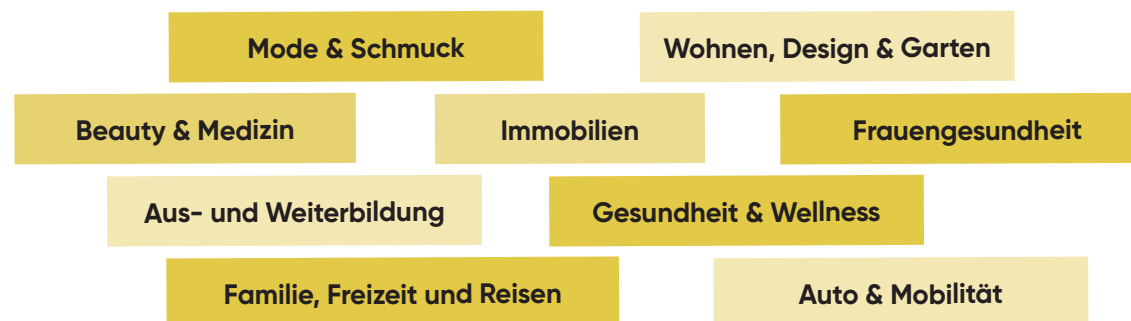 Mode & Schmuck
Wohnen, Design & Garten
Beauty & Medizin
Immobilien
Frauengesundheit
Aus- und Weiterbildung
Gesundheit & Wellness
Familie, Freizeit und Reisen
Auto & Mobilität